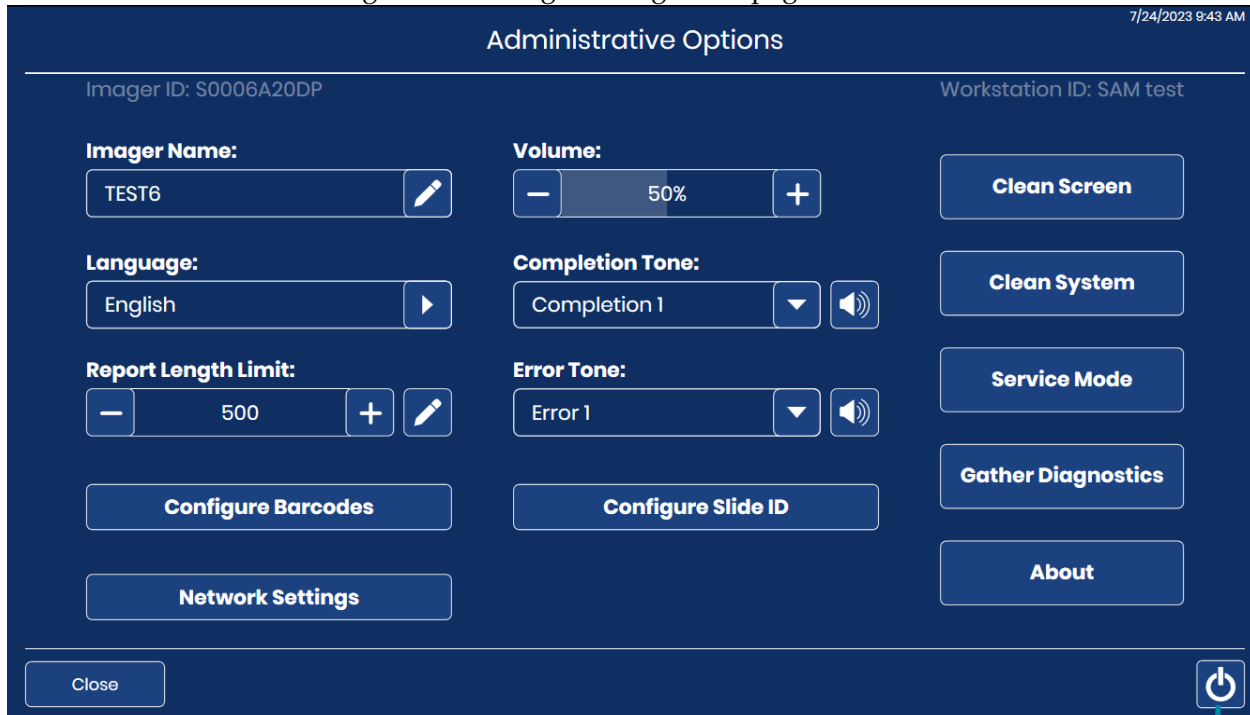 7/24/2023 9:43 AM
Administrative Options
Imager ID: S0006A20DP
Workstation ID: SAM test
Imager Name:
TEST6
Volume:
50%
Clean Screen
Language:
English
Completion Tone:
Completion 1
Clean System
Report Length Limit:
500
Error Tone:
Error 1
Service Mode
Gather Diagnostics
Configure Barcodes
Configure Slide ID
About
Network Settings
Close